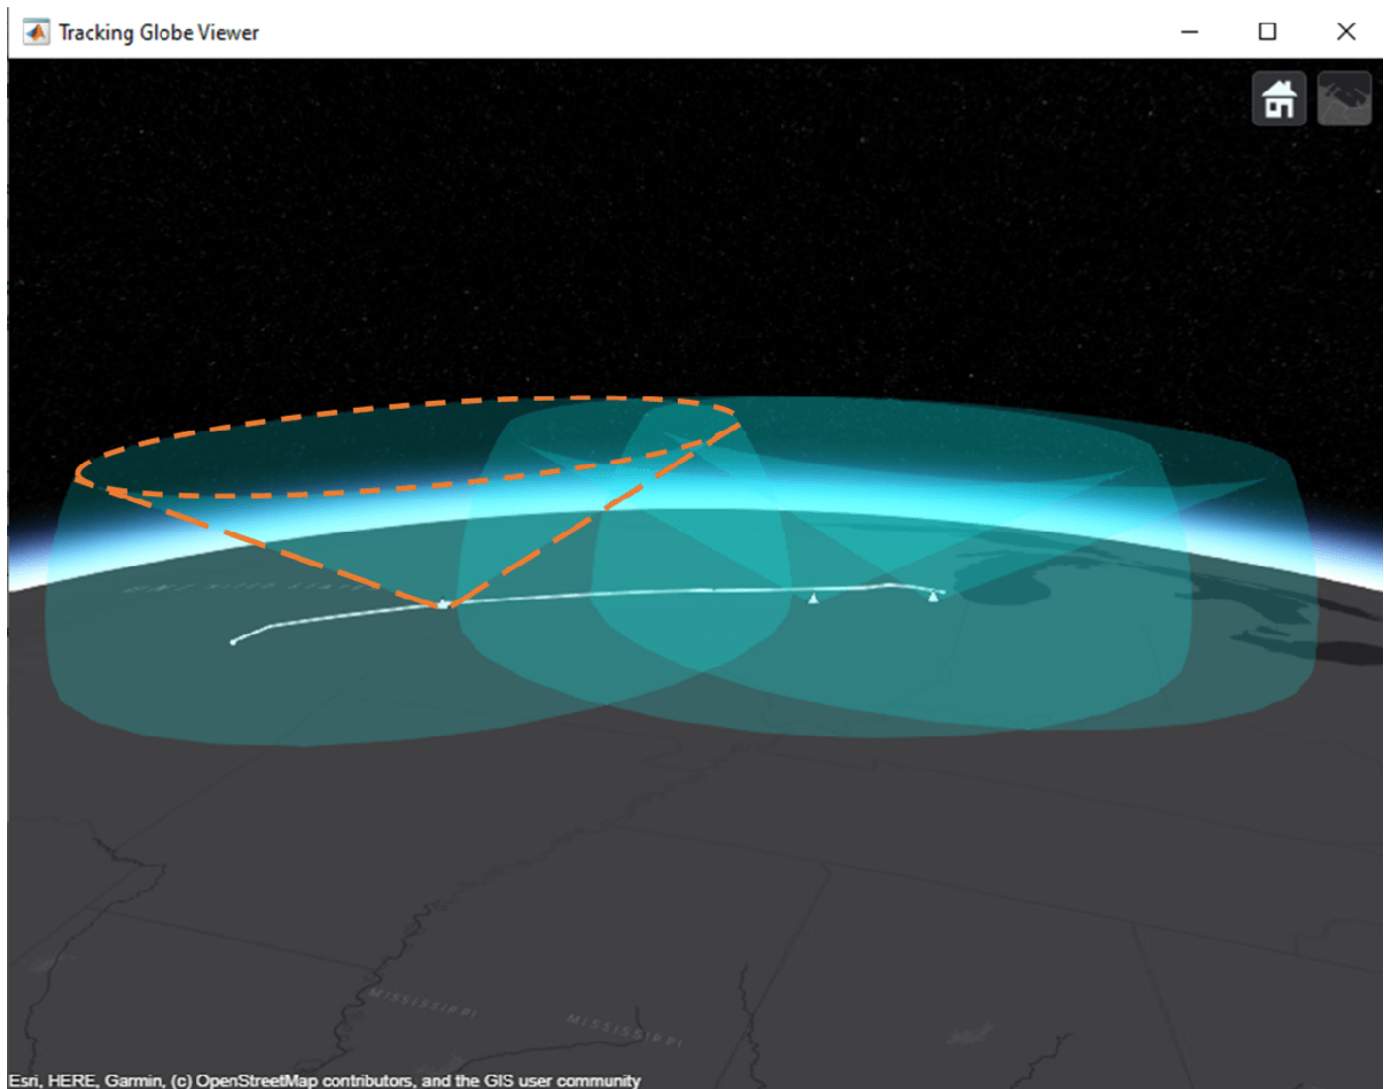 Tracking Globe Viewer
MISSISSIPPI
MISSISSIPPI
Esri, HERE, Garmin, (c) OpenStreetMap contributors, and the GIS user community